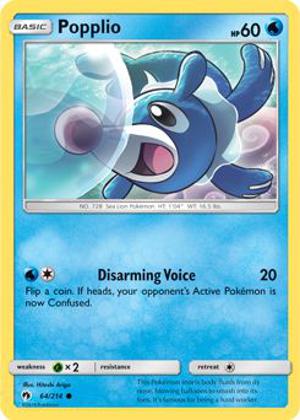 BASIC Popplio HP60
NO. 728 Sea Lion Pokémon HT: 1'04" WT: 16.5 lbs.
Disarming Voice 20
Flip a coin. If heads, your opponent's Active Pokémon is
now Confused.
weakness ×2 resistance retreat
Illus. Hitoshi Ariga
64/214
This Pokémon snorts body fluids from its
nose, blowing balloons to smash into its
foes. It's famous for being a hard worker.